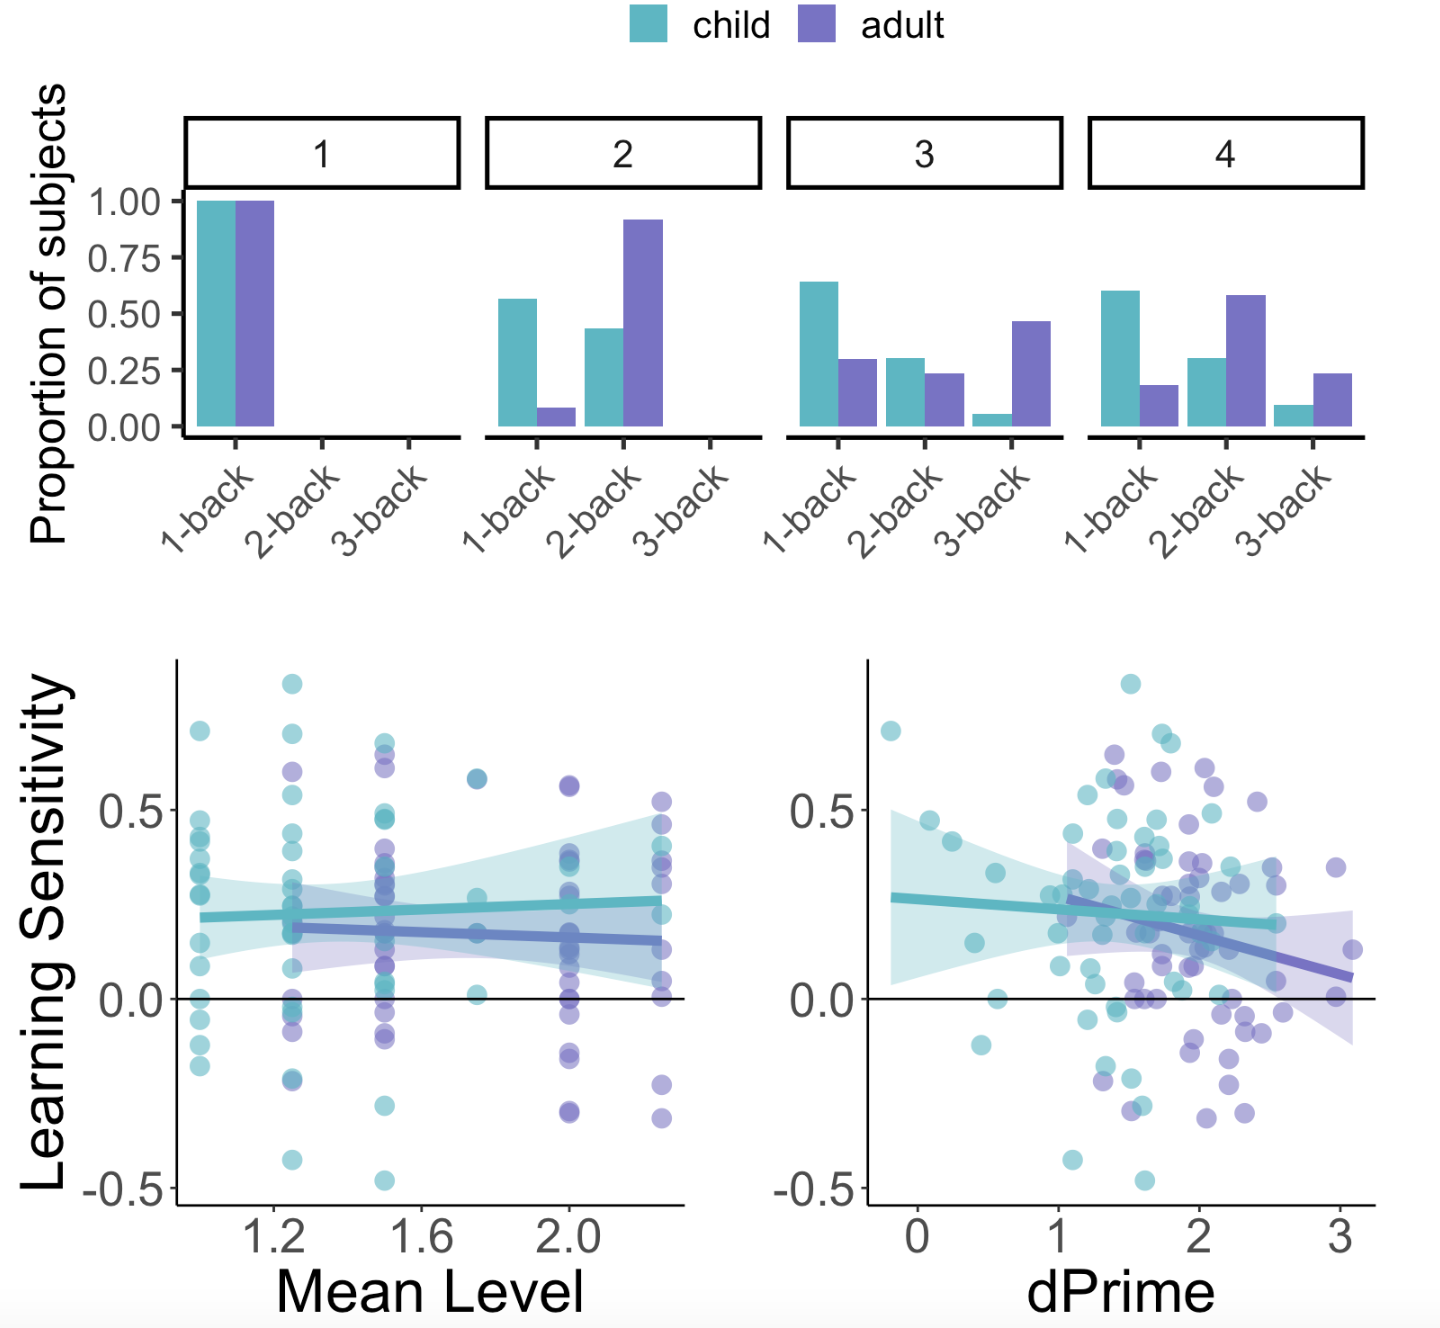 child adult
Proportion of subjects
1 2 3 4
1.00
0.75
0.50
0.25
0.00
1-back 2-back 3-back 1-back 2-back 3-back 1-back 2-back 3-back 1-back 2-back 3-back
Learning Sensitivity
0.5 0.5
0.0 0.0
-0.5 -0.5
1.2 1.6 2.0 0 1 2 3
Mean Level dPrime